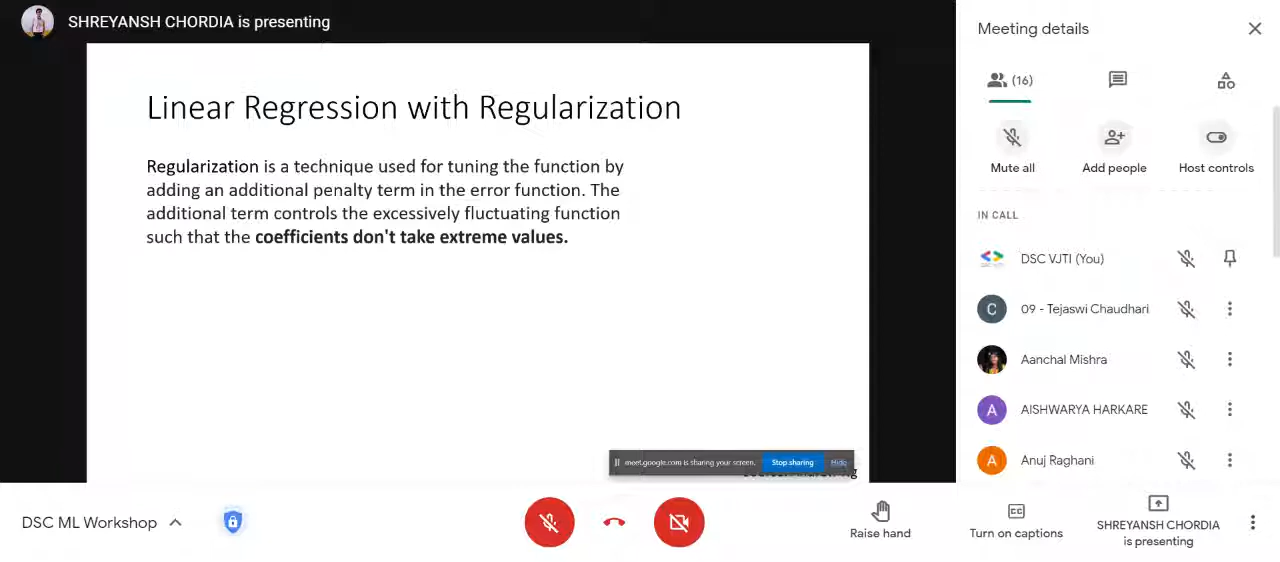 SHREYANSH CHORDIA is presenting
Linear Regression with Regularization
Regularization is a technique used for tuning the function by
adding an additional penalty term in the error function. The
additional term controls the excessively fluctuating function
such that the coefficients don't take extreme values.
meet.google.com is sharing your screen.
Stop sharing
Hide
Meeting details
(16)
Mute all
Add people
Host controls
IN CALL
DSC VJTI (You)
C
09 - Tejaswi Chaudhari
Aanchal Mishra
A
AISHWARYA HARKARE
A
Anuj Raghani
DSC ML Workshop
Raise hand
CC
Turn on captions
SHREYANSH CHORDIA
is presenting